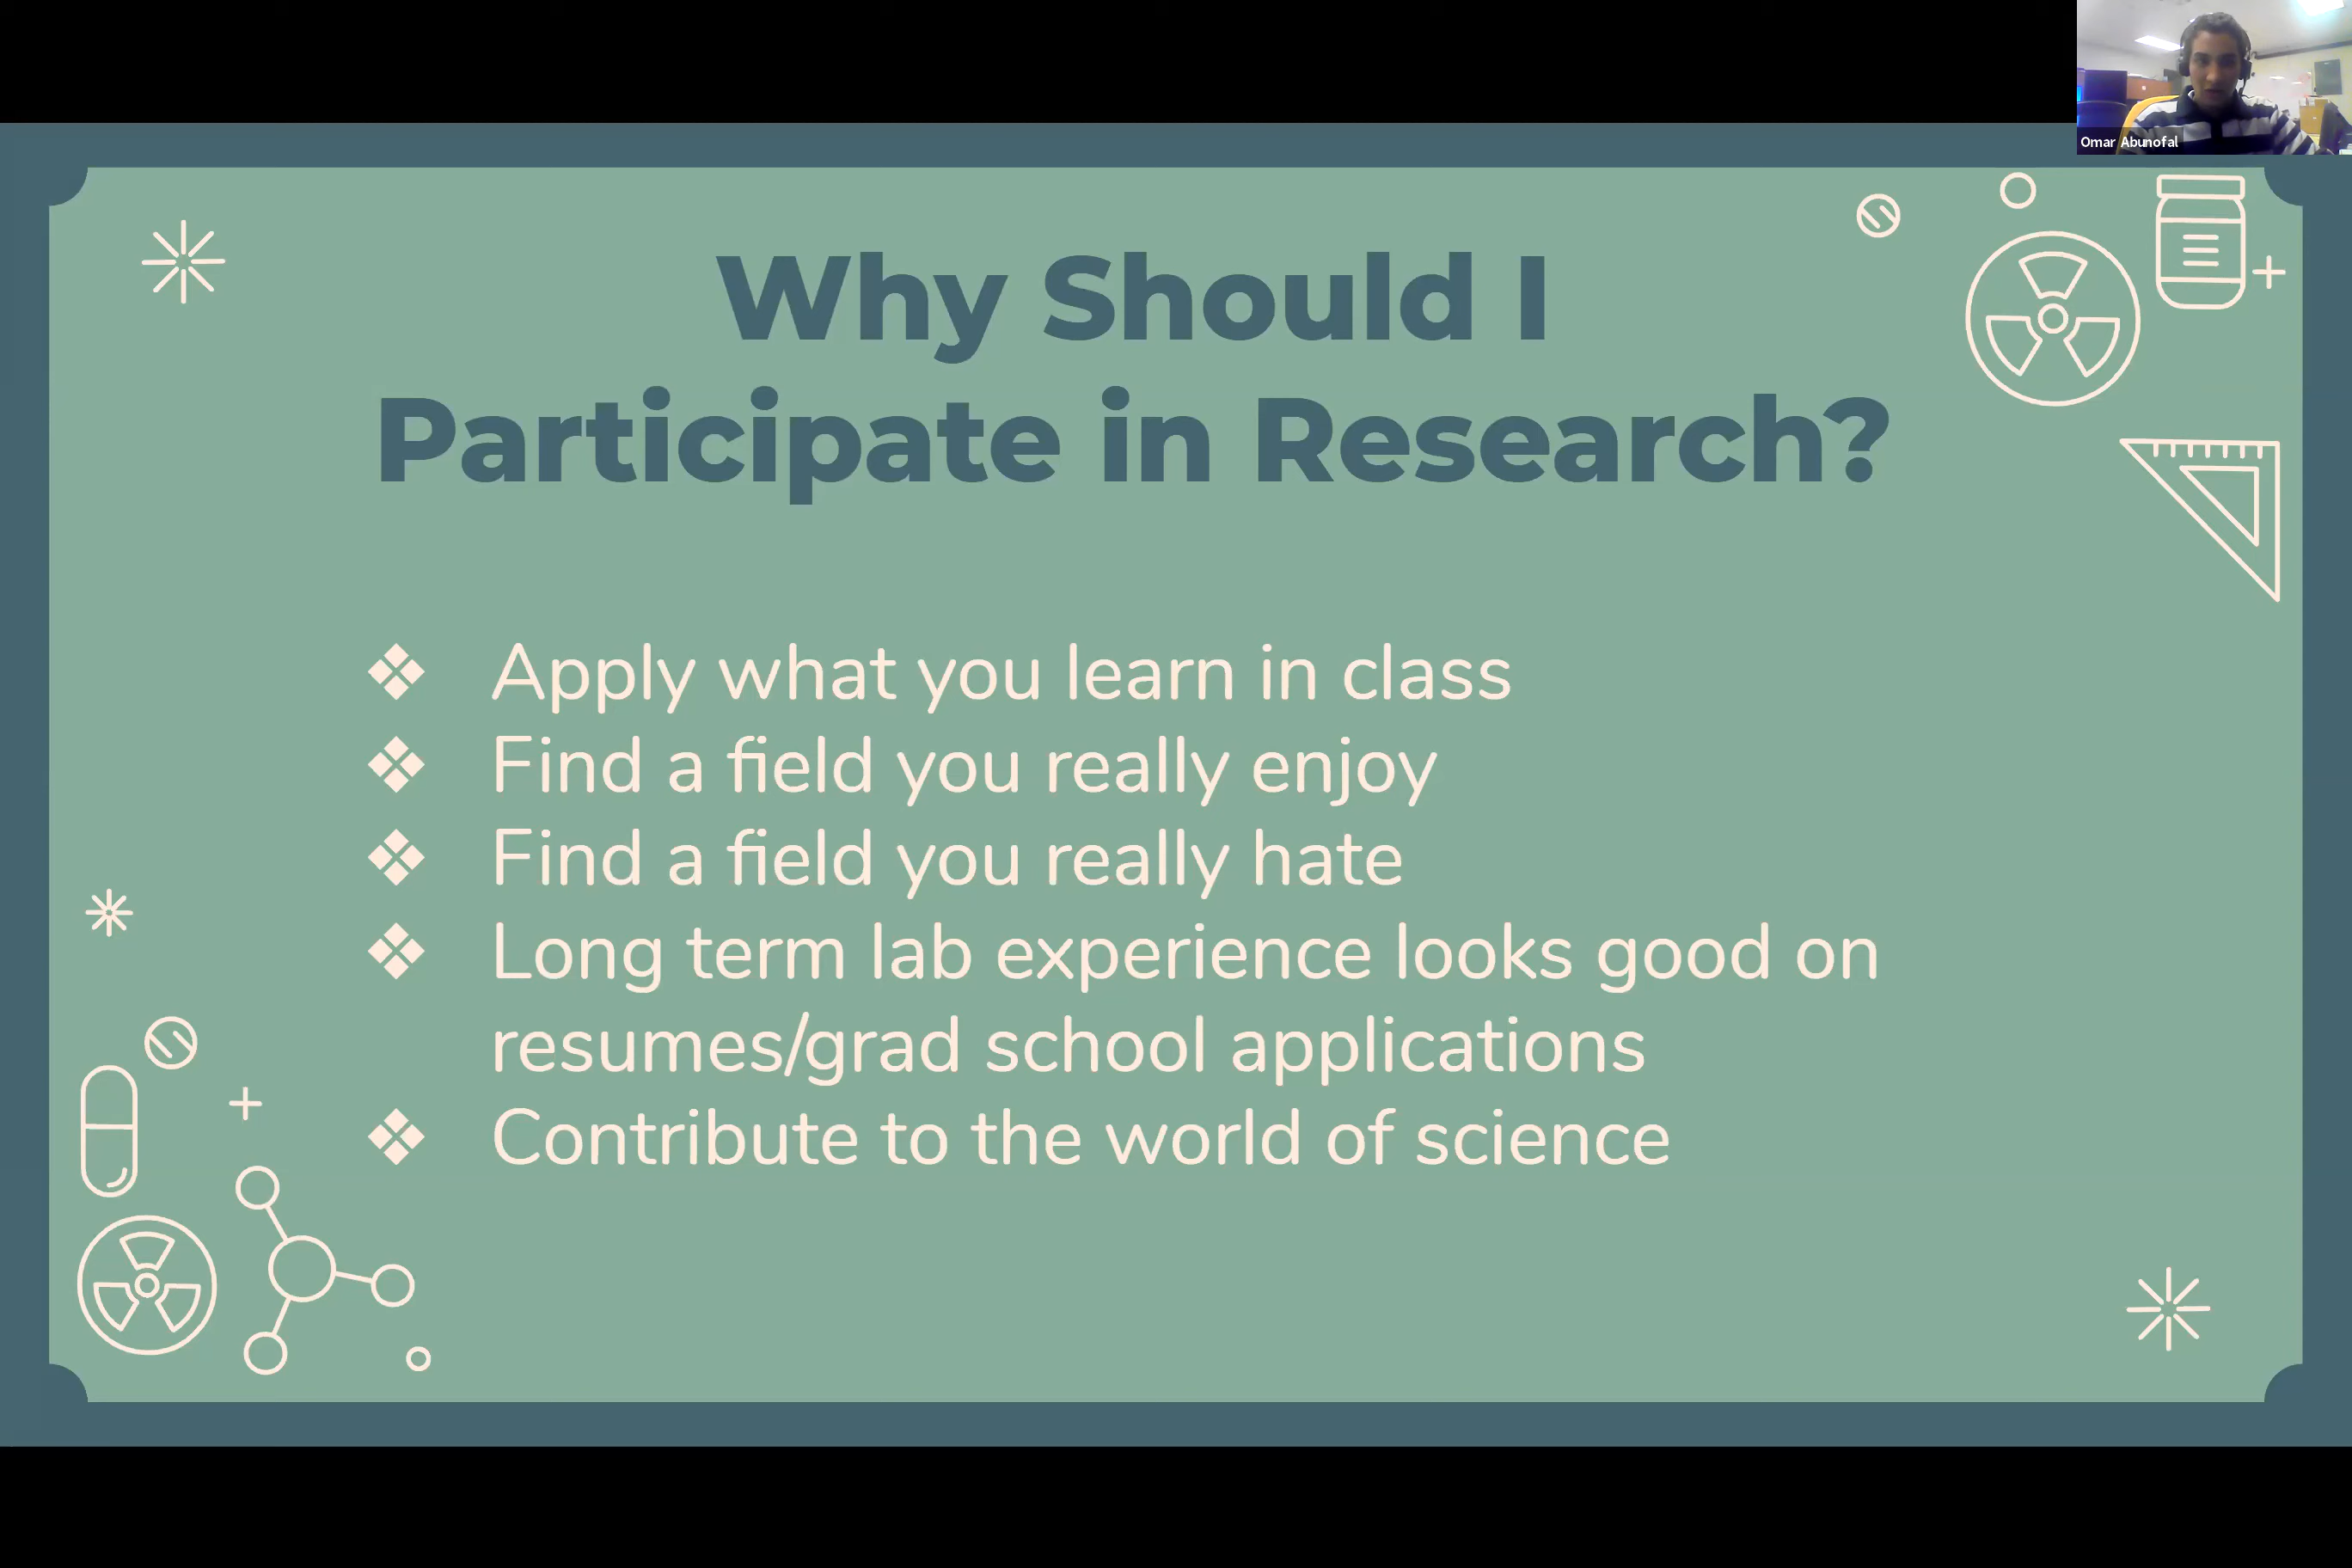 Omar Abunofal
Why Should I
Participate in Research?
❖ Apply what you learn in class
❖ Find a field you really enjoy
❖ Find a field you really hate
❖ Long term lab experience looks good on
resumes/grad school applications
❖ Contribute to the world of science